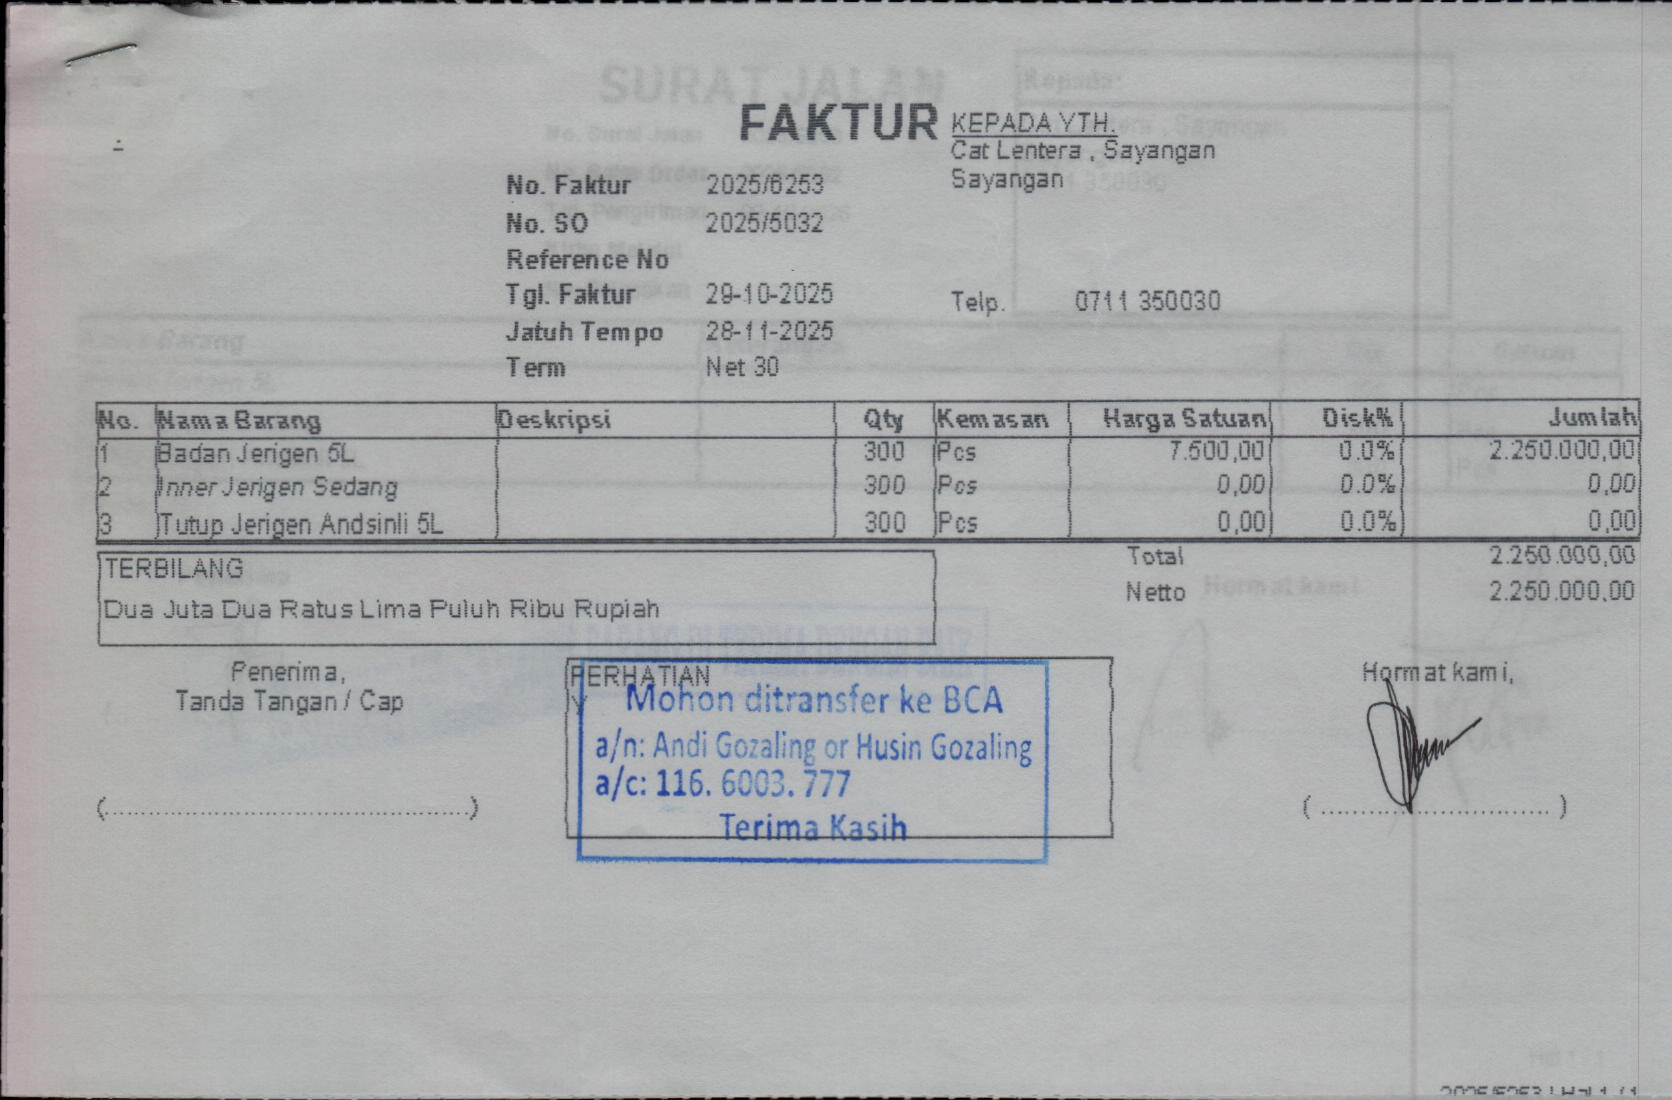 FAKTUR
KEPADA YTH.
Cat Lentera , Sayangan
Sayangan
No. Faktur 2025/6253
No. SO 2025/5032
Reference No
Tgl. Faktur 29-10-2025
Telp. 0711 350030
Jatuh Tempo 28-11-2025
Term Net 30
No. Nama Barang Deskripsi Qty Kemasan Harga Satuan Disk% Jumlah
1 Badan Jerigen 5L 300 Pcs 7.500,00 0.0% 2.250.000,00
2 Inner Jerigen Sedang 300 Pcs 0,00 0.0% 0,00
3 Tutup Jerigen Andsinli 5L 300 Pcs 0,00 0.0% 0,00
Total 2.250.000,00
Netto 2.250.000,00
TERBILANG
Dua Juta Dua Ratus Lima Puluh Ribu Rupiah
Penerima,
Tanda Tangan / Cap
(..............................................)
PERHATIAN
Y
Mohon ditransfer ke BCA
a/n: Andi Gozaling or Husin Gozaling
a/c: 116. 6003. 777
Terima Kasih
Hormat kami,
( ............................. )
SURAT JALAN
Kepada: